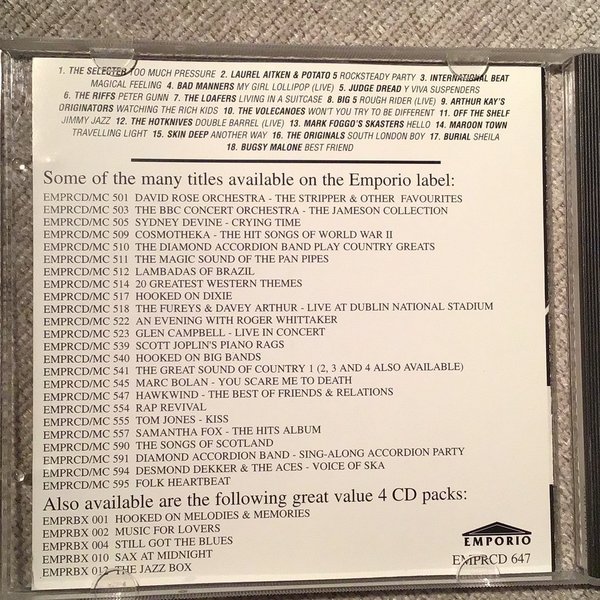 1. THE SELECTER TOO MUCH PRESSURE 2. LAUREL AITKEN & POTATO 5 ROCKSTEADY PARTY 3. INTERNATIONAL BEAT
MAGICAL FEELING 4. BAD MANNERS MY GIRL LOLLIPOP (LIVE) 5. JUDGE DREAD Y VIVA SUSPENDERS
6. THE RIFFS PETER GUNN 7. THE LOAFERS LIVING IN A SUITCASE 8. BIG 5 ROUGH RIDER (LIVE) 9. ARTHUR KAY'S
ORIGINATORS WATCHING THE RICH KIDS 10. THE VOLECANOES WON'T YOU TRY TO BE DIFFERENT 11. OFF THE SHELF
JIMMY JAZZ 12. THE HOTKNIVES DOUBLE BARREL (LIVE) 13. MARK FOGGO'S SKASTERS HELLO 14. MAROON TOWN
TRAVELLING LIGHT 15. SKIN DEEP ANOTHER WAY 16. THE ORIGINALS SOUTH LONDON BOY 17. BURIAL SHEILA
18. BUGSY MALONE BEST FRIEND
Some of the many titles available on the Emporio label:
EMPRCD/MC 501 DAVID ROSE ORCHESTRA - THE STRIPPER & OTHER FAVOURITES
EMPRCD/MC 503 THE BBC CONCERT ORCHESTRA - THE JAMESON COLLECTION
EMPRCD/MC 505 SYDNEY DEVINE - CRYING TIME
EMPRCD/MC 509 COSMOTHEKA - THE HIT SONGS OF WORLD WAR II
EMPRCD/MC 510 THE DIAMOND ACCORDION BAND PLAY COUNTRY GREATS
EMPRCD/MC 511 THE MAGIC SOUND OF THE PAN PIPES
EMPRCD/MC 512 LAMBADAS OF BRAZIL
EMPRCD/MC 514 20 GREATEST WESTERN THEMES
EMPRCD/MC 517 HOOKED ON DIXIE
EMPRCD/MC 518 THE FUREYS & DAVEY ARTHUR - LIVE AT DUBLIN NATIONAL STADIUM
EMPRCD/MC 522 AN EVENING WITH ROGER WHITTAKER
EMPRCD/MC 523 GLEN CAMPBELL - LIVE IN CONCERT
EMPRCD/MC 539 SCOTT JOPLIN'S PIANO RAGS
EMPRCD/MC 540 HOOKED ON BIG BANDS
EMPRCD/MC 541 THE GREAT SOUND OF COUNTRY 1 (2, 3 AND 4 ALSO AVAILABLE)
EMPRCD/MC 545 MARC BOLAN - YOU SCARE ME TO DEATH
EMPRCD/MC 547 HAWKWIND - THE BEST OF FRIENDS & RELATIONS
EMPRCD/MC 554 RAP REVIVAL
EMPRCD/MC 555 TOM JONES - KISS
EMPRCD/MC 557 SAMANTHA FOX - THE HITS ALBUM
EMPRCD/MC 590 THE SONGS OF SCOTLAND
EMPRCD/MC 591 DIAMOND ACCORDION BAND - SING-ALONG ACCORDION PARTY
EMPRCD/MC 594 DESMOND DEKKER & THE ACES - VOICE OF SKA
EMPRCD/MC 595 FOLK HEARTBEAT
Also available are the following great value 4 CD packs:
EMPRBX 001 HOOKED ON MELODIES & MEMORIES
EMPRBX 002 MUSIC FOR LOVERS
EMPRBX 004 STILL GOT THE BLUES
EMPRBX 010 SAX AT MIDNIGHT
EMPRBX 012 THE JAZZ BOX
EMPORIO
EMPRCD 647